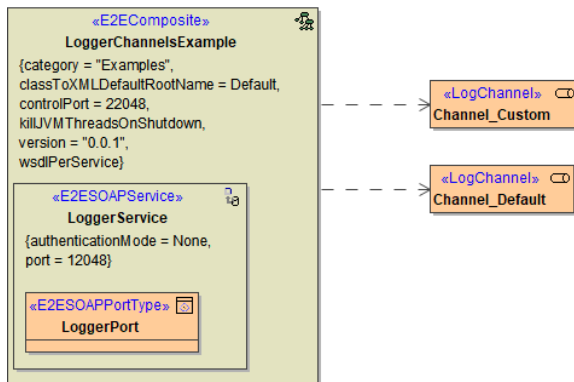 «E2EComposite»
LoggerChannelsExample
{category = "Examples",
classToXMLDefaultRootName = Default,
controlPort = 22048,
killJVMThreadsOnShutdown,
version = "0.0.1",
wsdlPerService}
«E2ESOAPService»
LoggerService
{authenticationMode = None,
port = 12048}
«E2ESOAPPortType»
LoggerPort
«LogChannel»
Channel_Custom
«LogChannel»
Channel_Default